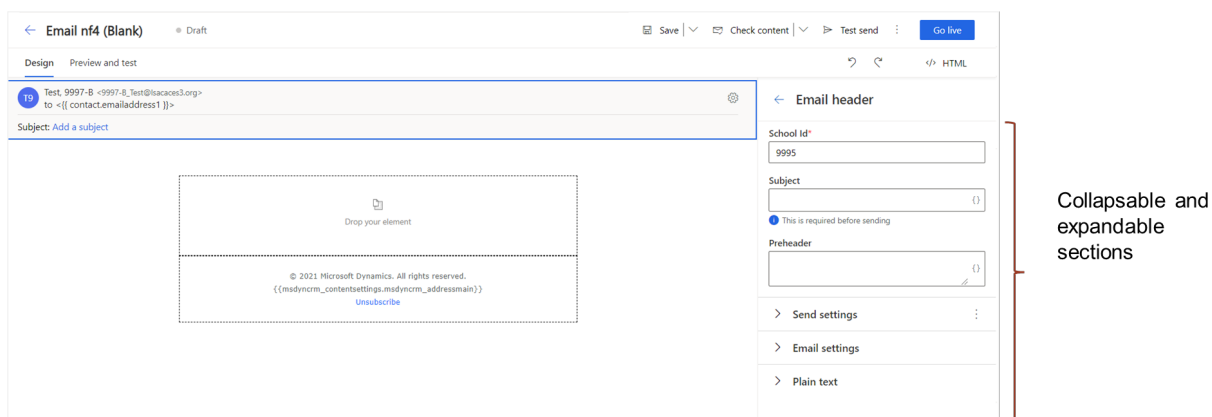 Email nf4 (Blank)
Draft
Save
Check content
Test send
Go live
Design
Preview and test
</> HTML
T9
Test, 9997-B <9997-B_Test@lsacaces3.org>
to <{{ contact.emailaddress1 }}>
Subject: Add a subject
Drop your element
© 2021 Microsoft Dynamics. All rights reserved.
{{msdyncrm_contentsettings.msdyncrm_addressmain}}
Unsubscribe
Email header
School Id*
9995
Subject
{}
This is required before sending
Preheader
{}
Send settings
Email settings
Plain text
Collapsable and
expandable
sections